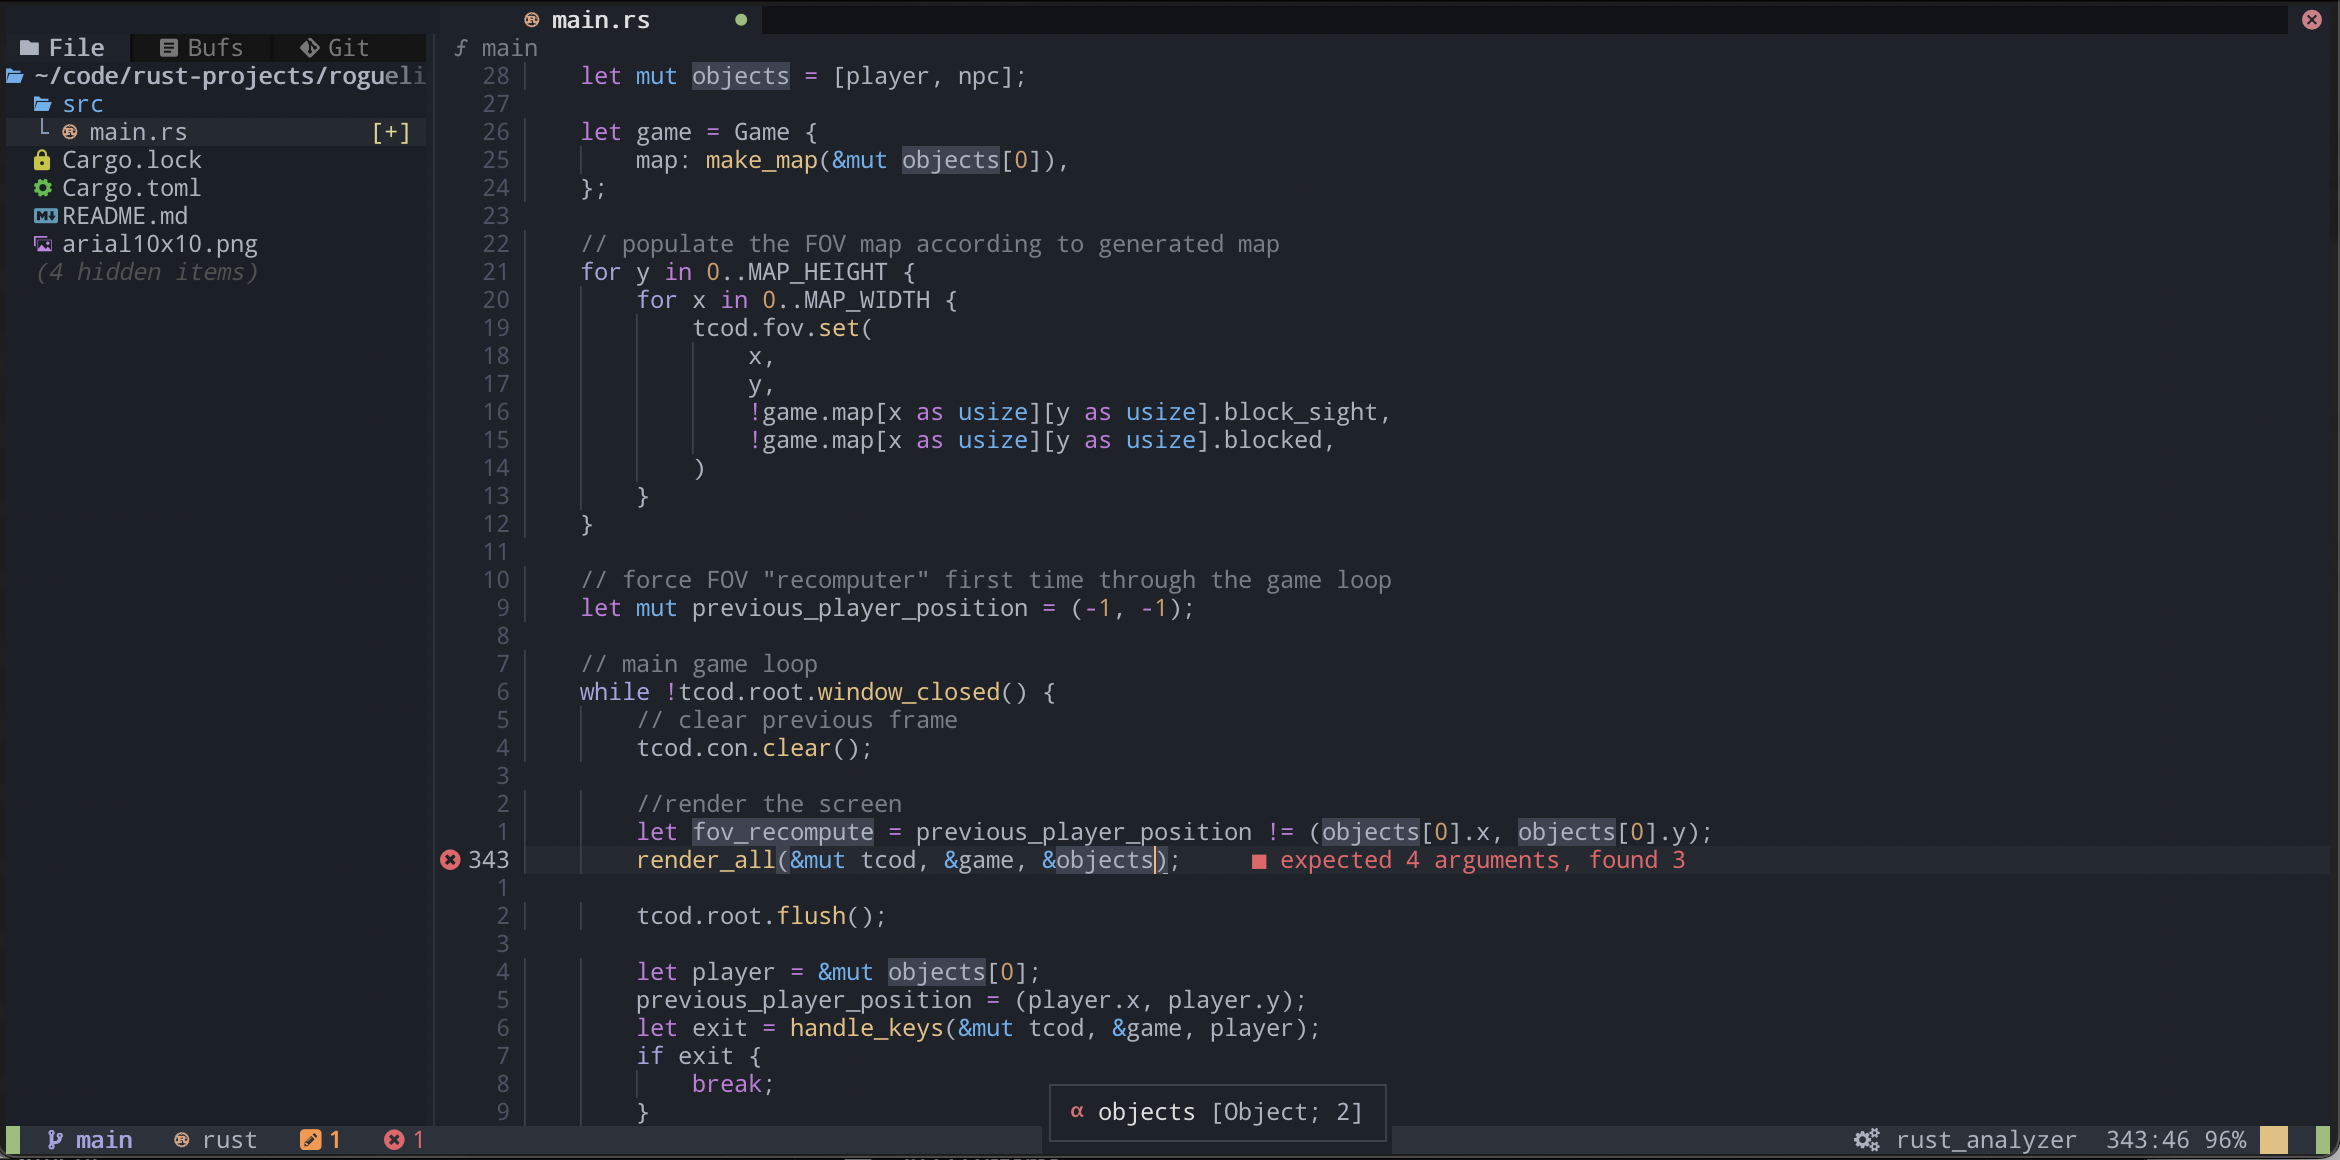 main.rs
File Bufs Git
main
~/code/rust-projects/rogueli
src
main.rs [+]
Cargo.lock
Cargo.toml
README.md
arial10x10.png
(4 hidden items)
28 let mut objects = [player, npc];
27
26 let game = Game {
25 map: make_map(&mut objects[0]),
24 };
23
22 // populate the FOV map according to generated map
21 for y in 0..MAP_HEIGHT {
20 for x in 0..MAP_WIDTH {
19 tcod.fov.set(
18 x,
17 y,
16 !game.map[x as usize][y as usize].block_sight,
15 !game.map[x as usize][y as usize].blocked,
14 )
13 }
12 }
11
10 // force FOV "recomputer" first time through the game loop
9 let mut previous_player_position = (-1, -1);
8
7 // main game loop
6 while !tcod.root.window_closed() {
5 // clear previous frame
4 tcod.con.clear();
3
2 //render the screen
1 let fov_recompute = previous_player_position != (objects[0].x, objects[0].y);
343 render_all(&mut tcod, &game, &objects); ■ expected 4 arguments, found 3
1
2 tcod.root.flush();
3
4 let player = &mut objects[0];
5 previous_player_position = (player.x, player.y);
6 let exit = handle_keys(&mut tcod, &game, player);
7 if exit {
8 break;
9 }
α objects [Object; 2]
main rust 1 1 rust_analyzer 343:46 96%